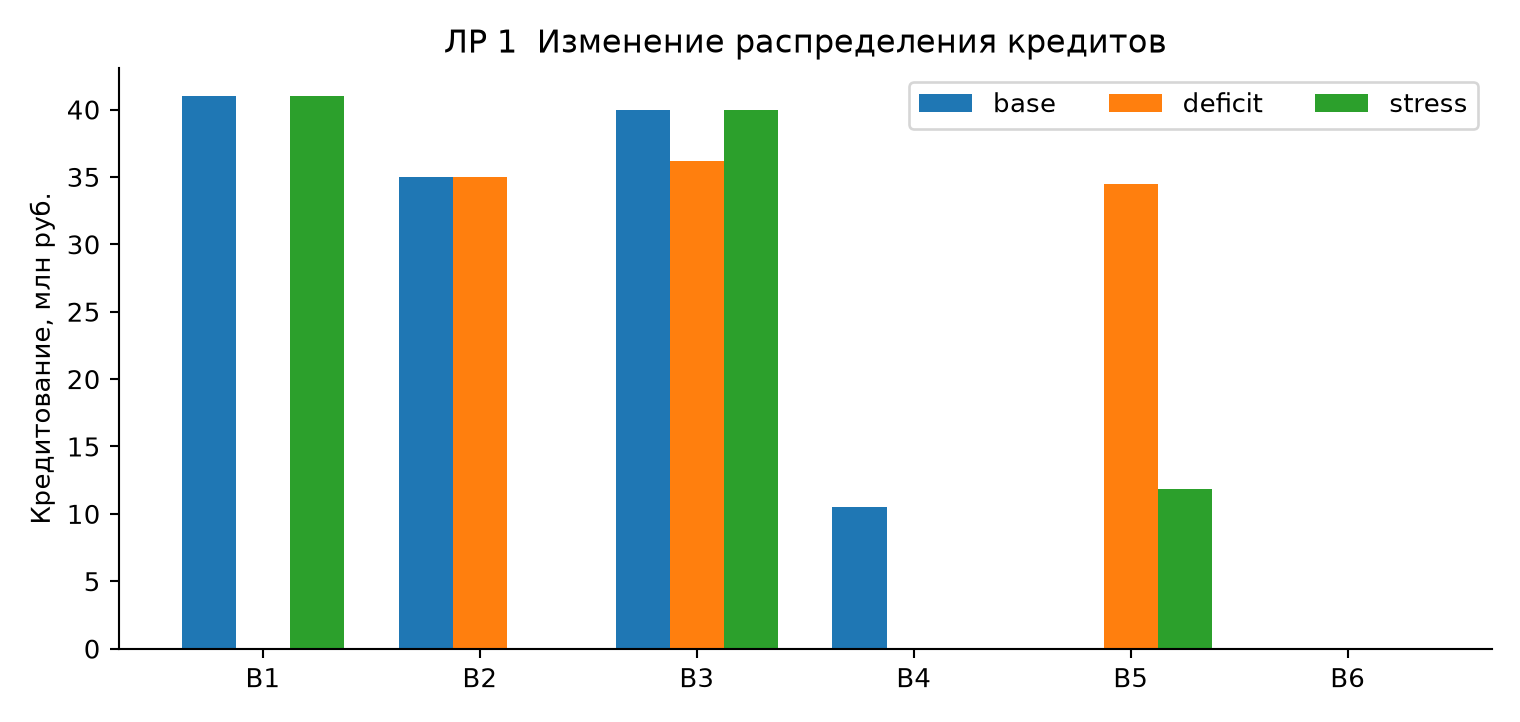 ЛР 1  Изменение распределения кредитов
base deficit stress
Кредитование, млн руб.
40
35
30
25
20
15
10
5
0
B1 B2 B3 B4 B5 B6